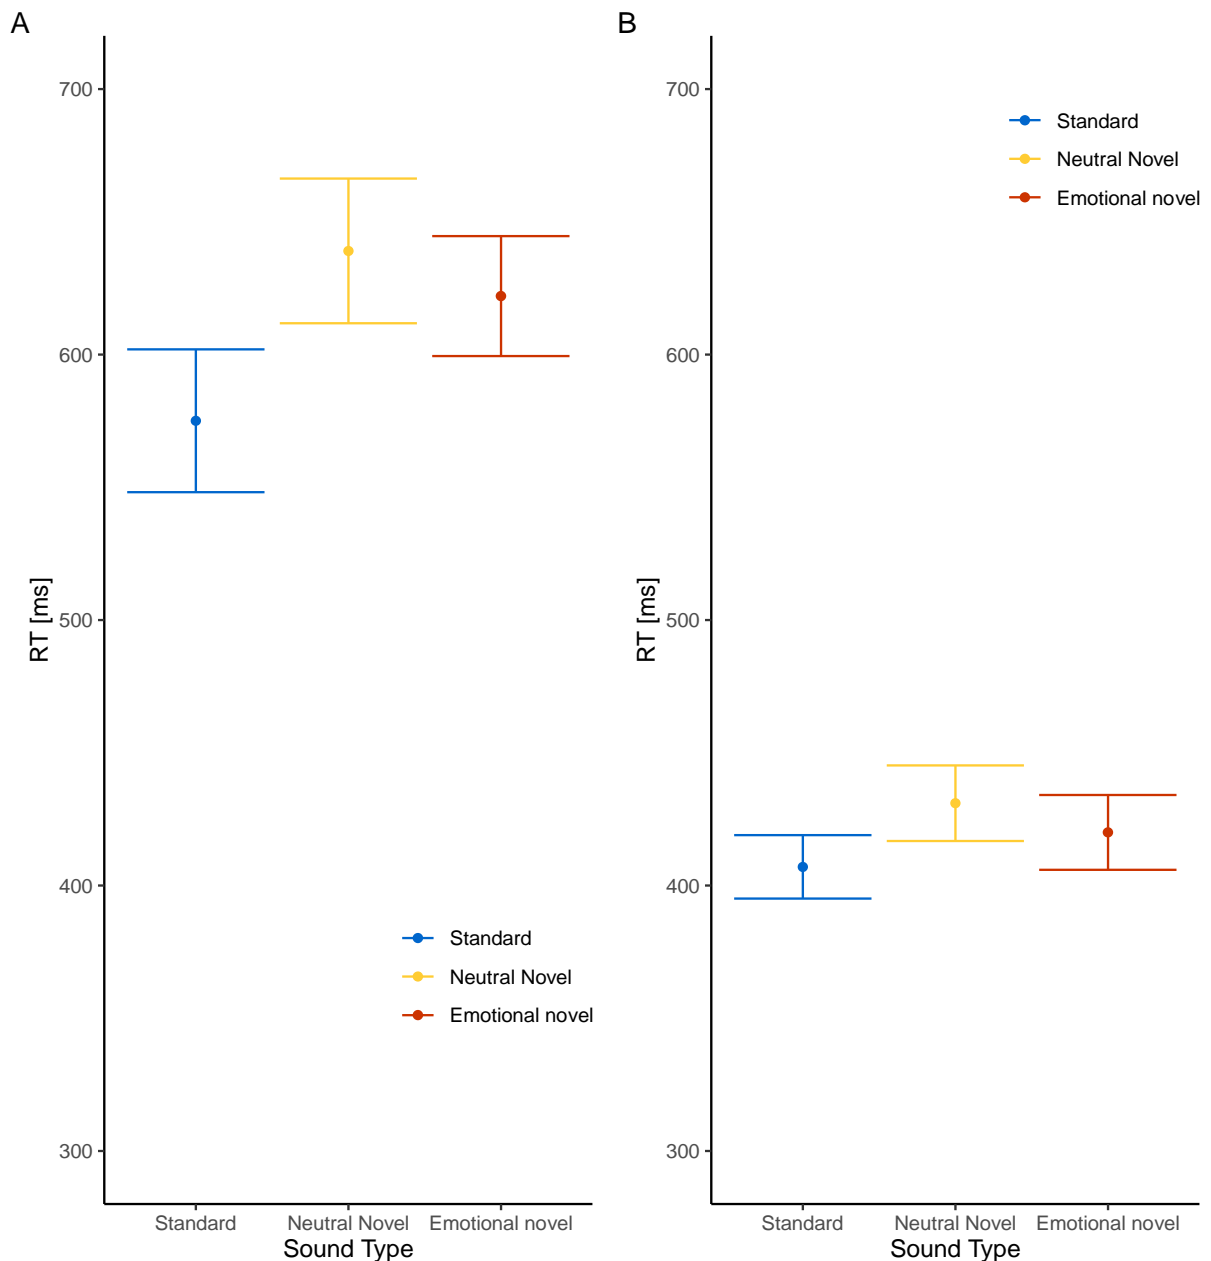 A
700
600
500
400
300
RT [ms]
Standard
Neutral Novel
Emotional novel
Standard Neutral Novel Emotional novel
Sound Type
B
700
600
500
400
300
RT [ms]
Standard
Neutral Novel
Emotional novel
Standard Neutral Novel Emotional novel
Sound Type